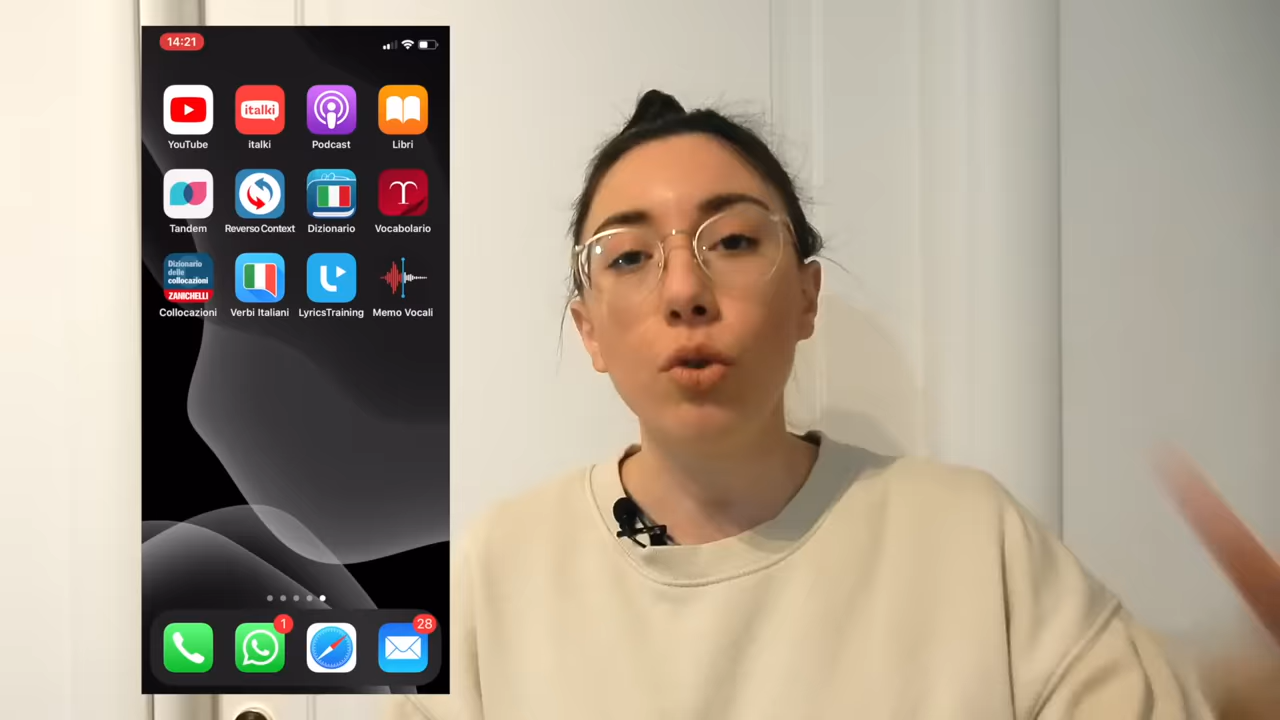 14:21
italki
YouTube
italki
Podcast
Libri
Tandem
Reverso Context
Dizionario
Vocabolario
Dizionario
delle
collocazioni
ZANICHELLI
Collocazioni
Verbi Italiani
LyricsTraining
Memo Vocali
1
28